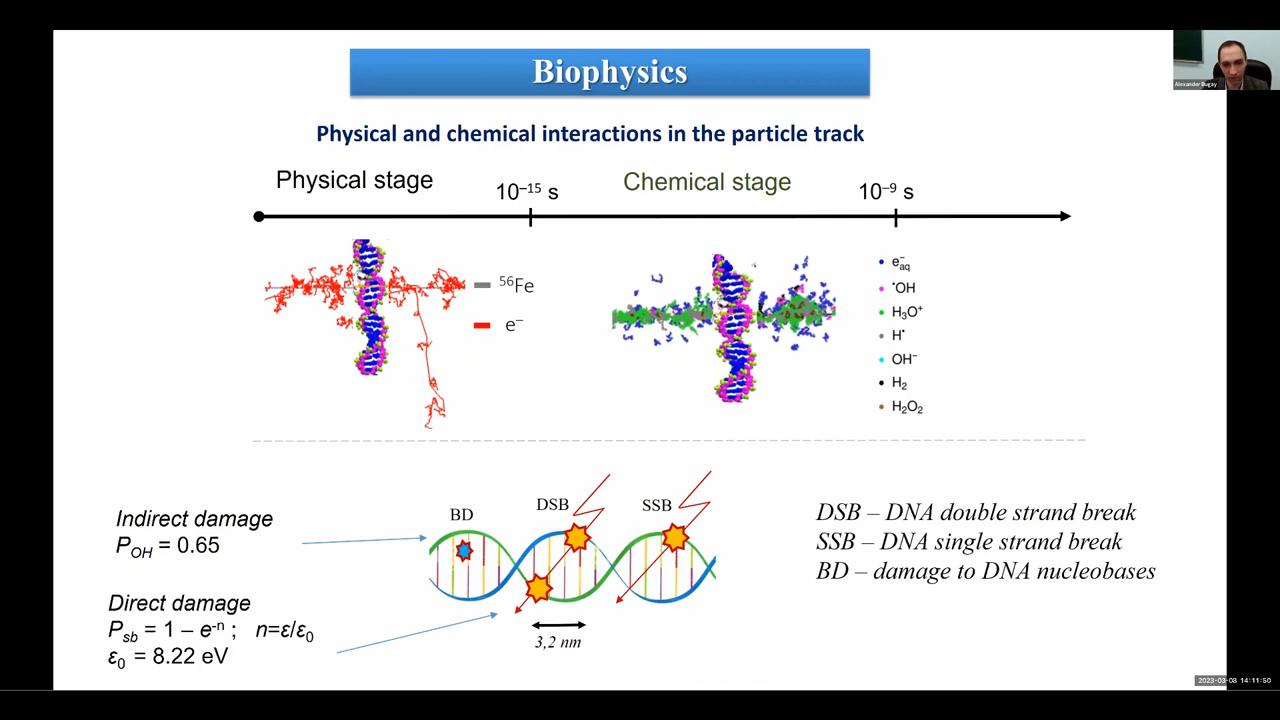 Biophysics
Alexander Bugay
Physical and chemical interactions in the particle track
Physical stage
10⁻¹⁵ s
Chemical stage
10⁻⁹ s
⁵⁶Fe
e⁻
e⁻aq
•OH
H₃O⁺
H•
OH⁻
H₂
H₂O₂
Indirect damage
P_OH = 0.65
Direct damage
P_sb = 1 – e⁻ⁿ ; n=ε/ε₀
ε₀ = 8.22 eV
BD
DSB
SSB
3,2 nm
DSB – DNA double strand break
SSB – DNA single strand break
BD – damage to DNA nucleobases
2023-03-08 14:11:50